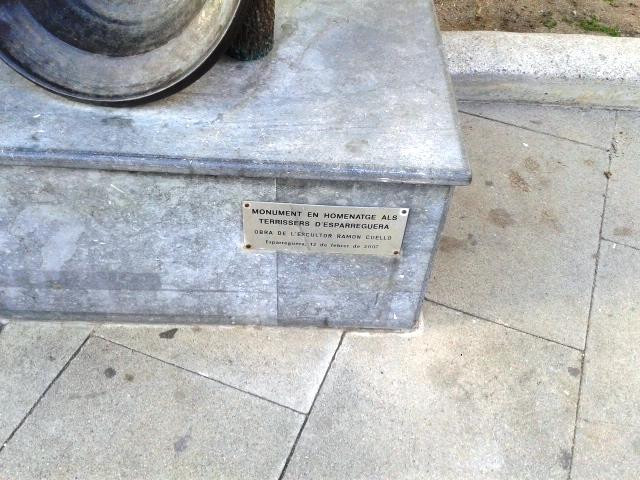 MONUMENT EN HOMENATGE ALS
TERRISSERS D'ESPARREGUERA
OBRA DE L'ESCULTOR RAMON CUELLO
Esparreguera, 12 de febrer de 2007